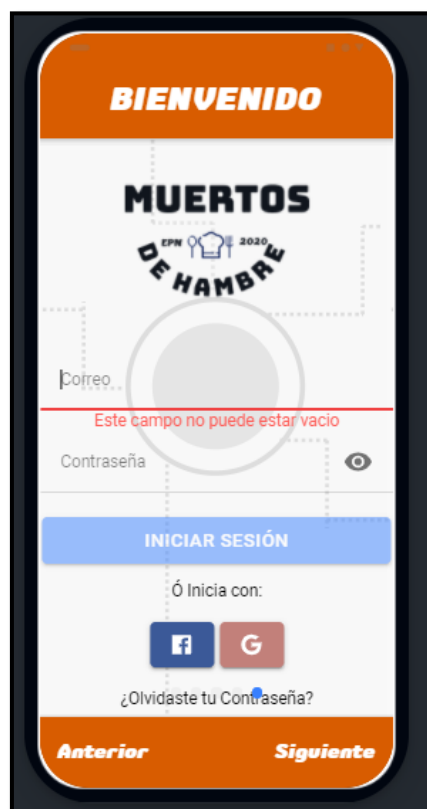 BIENVENIDO
MUERTOS
EPN 2020
DE HAMBRE
Correo
Este campo no puede estar vacio
Contraseña
INICIAR SESIÓN
Ó Inicia con:
f G
¿Olvidaste tu Contraseña?
Anterior Siguiente